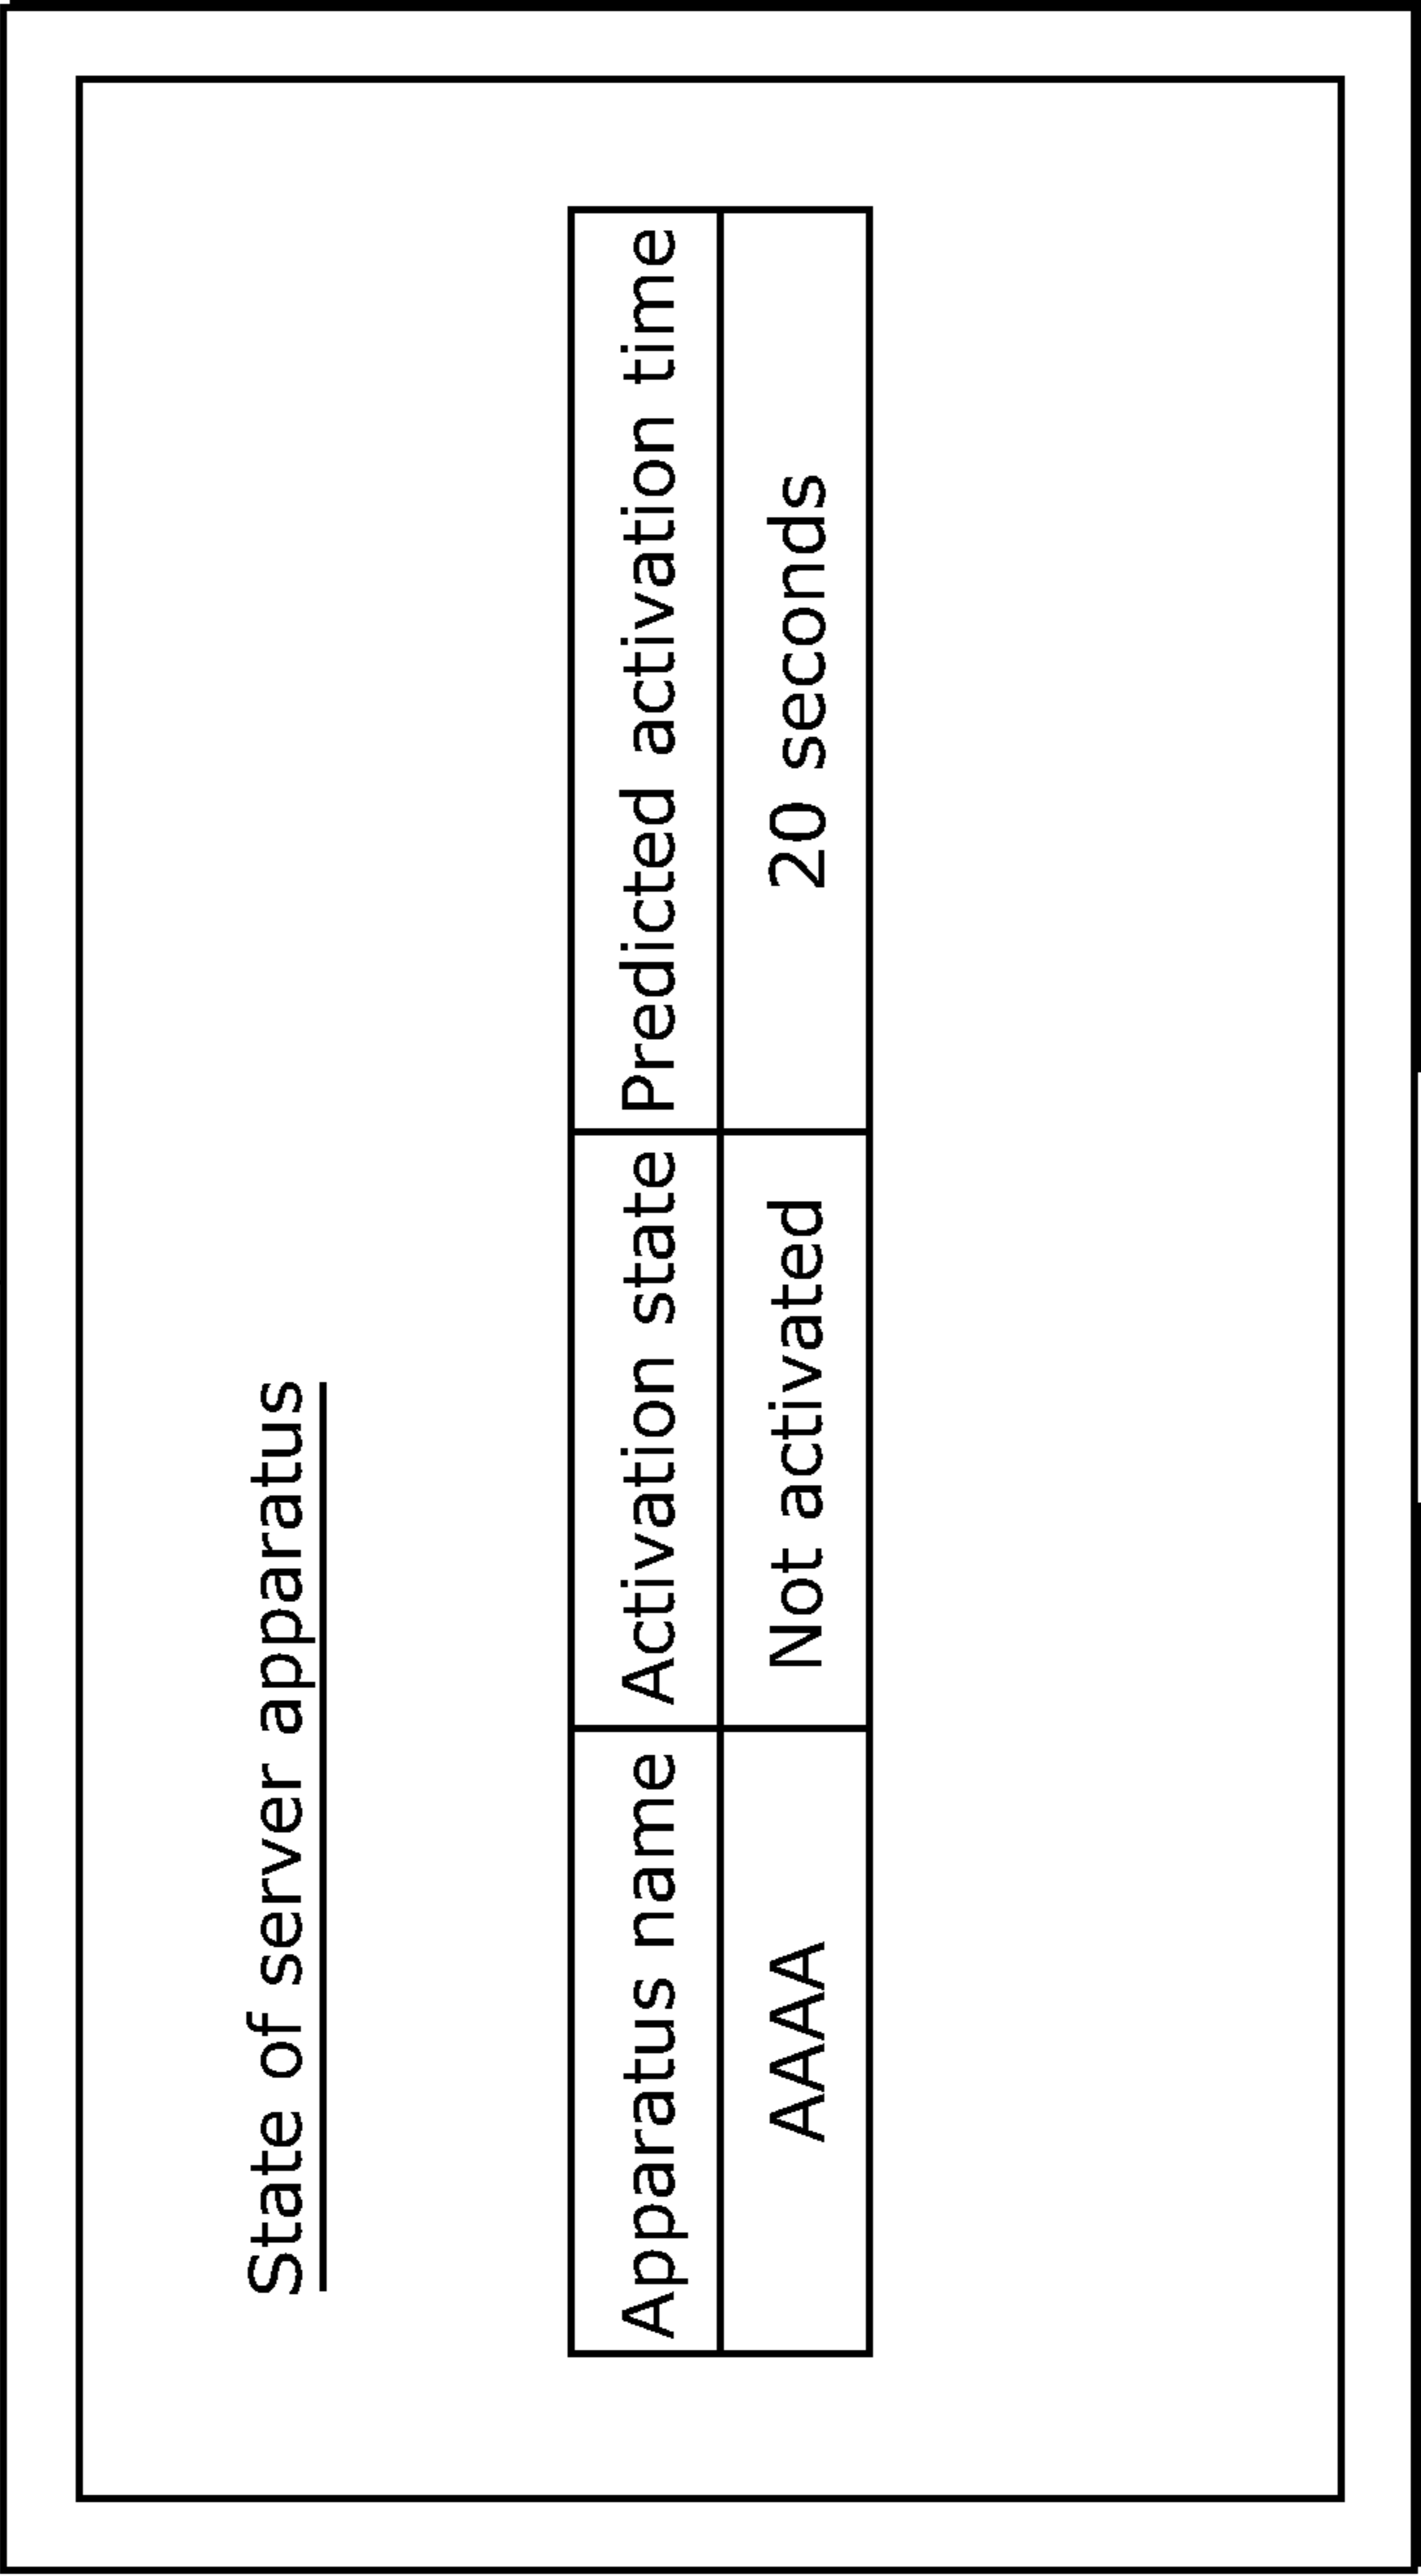 State of server apparatus
Apparatus name Activation state Predicted activation time
AAAA Not activated 20 seconds